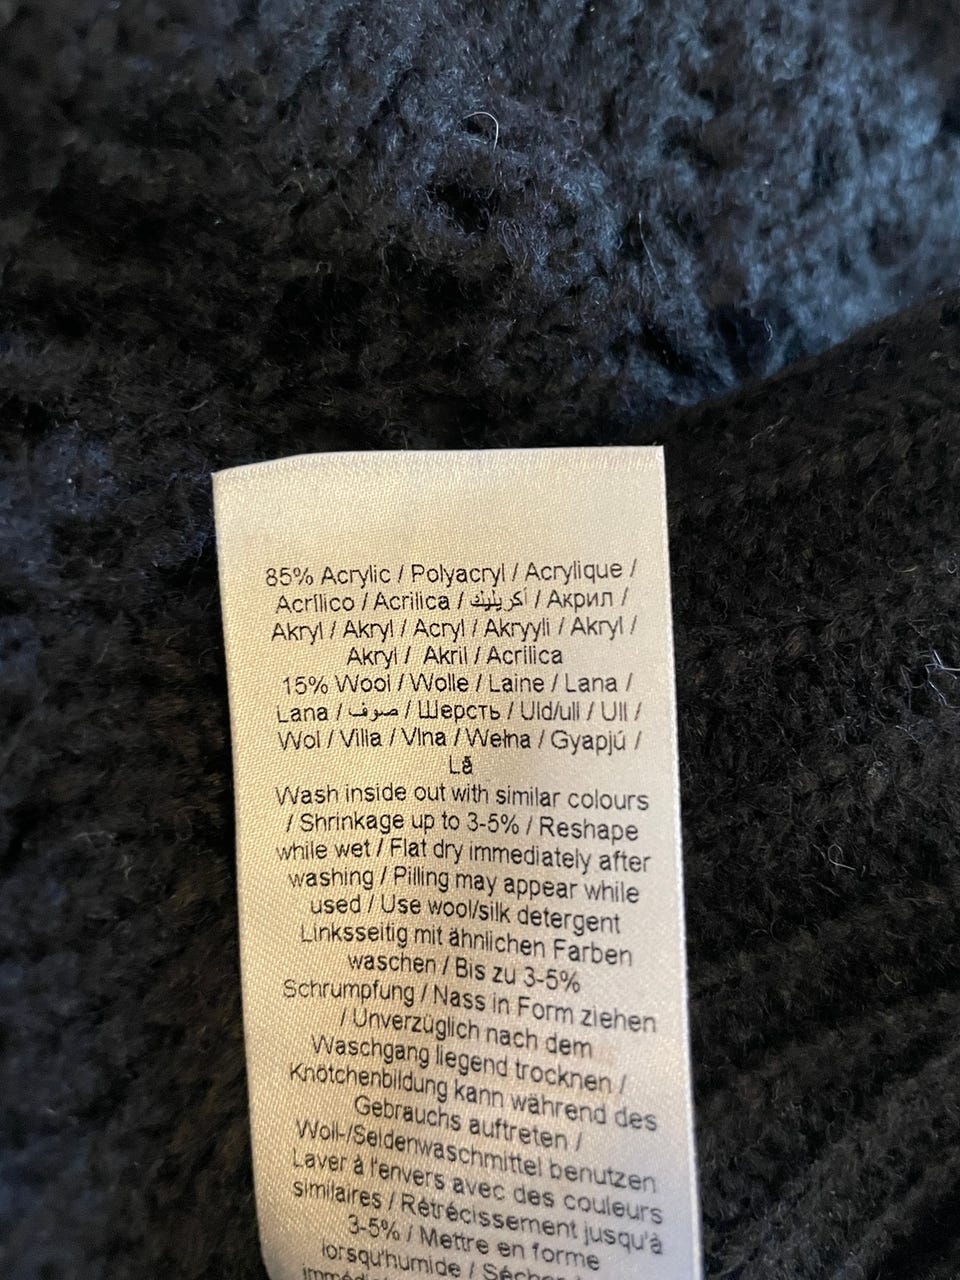 85% Acrylic / Polyacryl / Acrylique /
Acrílico / Acrilica / أكريليك / Акрил /
Akryl / Akryl / Acryl / Akryyli / Akryl /
Akryl / Akril / Acrílica
15% Wool / Wolle / Laine / Lana /
Lana / صوف / Шерсть / Uld/ull / Ull /
Wol / Villa / Vlna / Wełna / Gyapjú /
Lã
Wash inside out with similar colours
/ Shrinkage up to 3-5% / Reshape
while wet / Flat dry immediately after
washing / Pilling may appear while
used / Use wool/silk detergent
Linksseitig mit ähnlichen Farben
waschen / Bis zu 3-5%
Schrumpfung / Nass in Form ziehen
/ Unverzüglich nach dem
Waschgang liegend trocknen /
Knötchenbildung kann während des
Gebrauchs auftreten /
Woll-/Seidenwaschmittel benutzen
Laver à l'envers avec des couleurs
similaires / Rétrécissement jusqu'à
3-5% / Mettre en forme
lorsqu'humide /